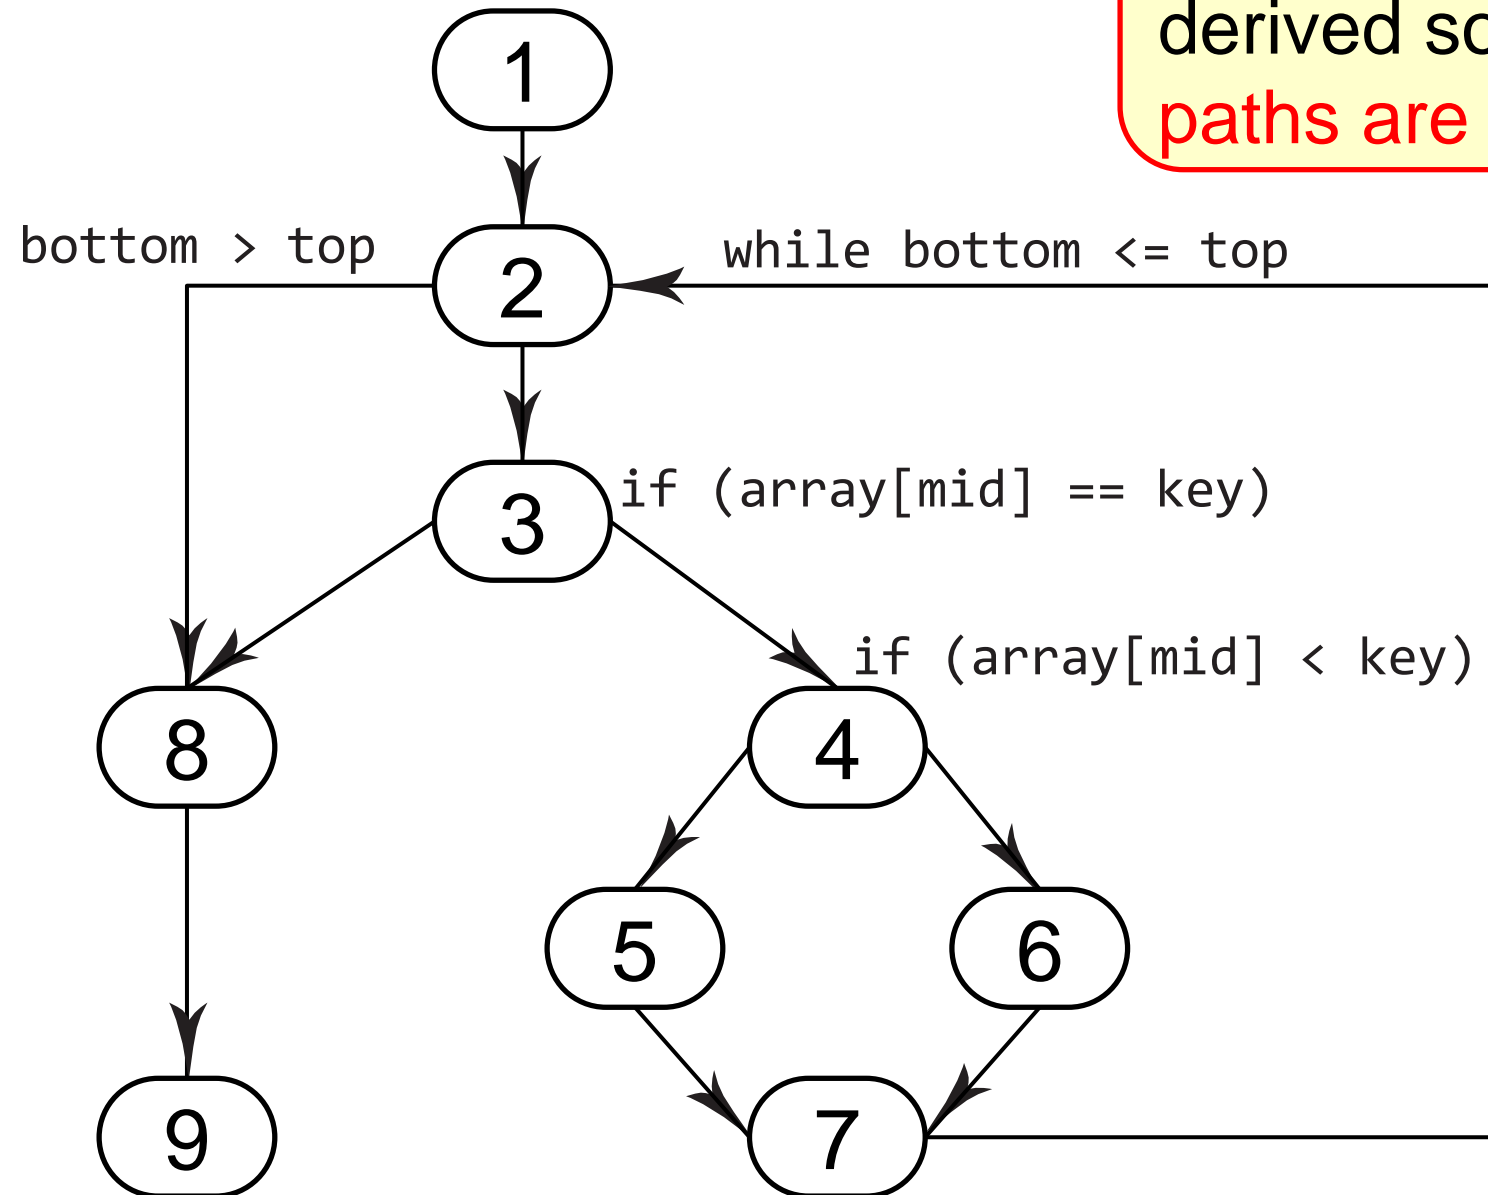 derived
paths are
1
bottom > top
while bottom <= top
2
3
if (array[mid] == key)
if (array[mid] < key)
8
4
5
6
9
7